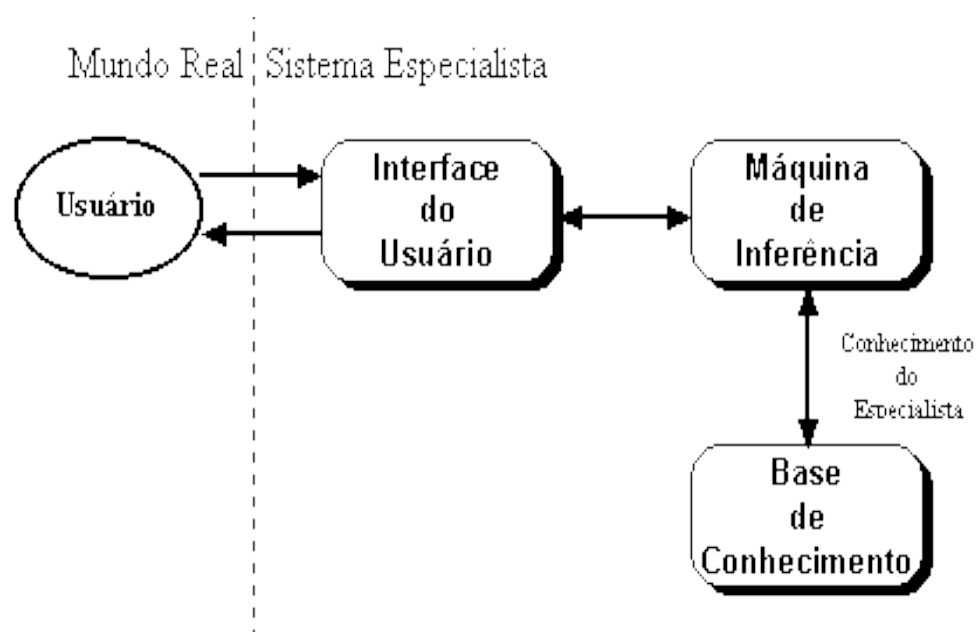 Mundo Real
Sistema Especialista
Usuário
Interface
do
Usuário
Máquina
de
Inferência
Conhecimento
do
Especialista
Base
de
Conhecimento